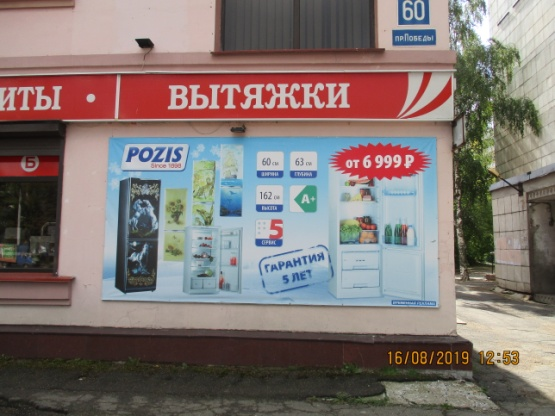 60
пр.Победы
ИТЫ • ВЫТЯЖКИ
Б
POZIS
Since 1898
60 см
ШИРИНА
63 см
ГЛУБИНА
162 см
ВЫСОТА
A+
5
СЕРВИС
от 6 999 ₽
ГАРАНТИЯ
5 ЛЕТ
16/08/2019 12:53